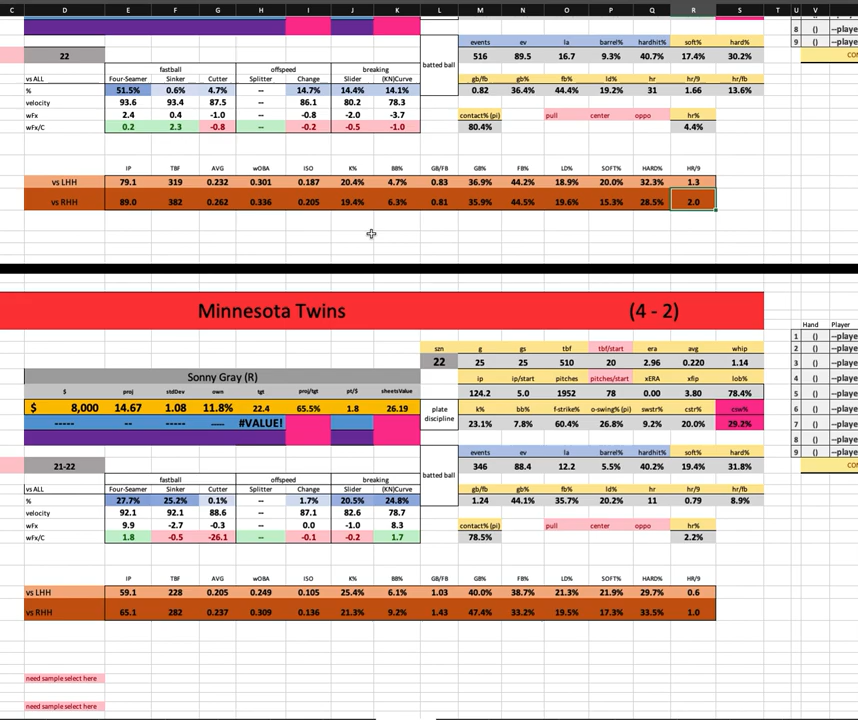 C D E F G H I J K L M N O P Q R S T U V
8 () --playe
9 () --playe
22 batted ball events ev la barrel% hardhit% soft% hard%
516 89.5 16.7 9.3% 40.7% 17.4% 30.2%
fastball offspeed breaking
vs ALL Four-Seamer Sinker Cutter Splitter Change Slider (KN)Curve gb/fb gb% fb% ld% hr hr/9 hr/fb
% 51.5% 0.6% 4.7% -- 14.7% 14.4% 14.1% 0.82 36.4% 44.4% 19.2% 31 1.66 13.6%
velocity 93.6 93.4 87.5 -- 86.1 80.2 78.3
wFx 2.4 0.4 -1.0 -- -0.8 -2.0 -3.7 contact% (pi) pull center oppo hr%
wFx/C 0.2 2.3 -0.8 -- -0.2 -0.5 -1.0 80.4% 4.4%
IP TBF AVG wOBA ISO K% BB% GB/FB GB% FB% LD% SOFT% HARD% HR/9
vs LHH 79.1 319 0.232 0.301 0.187 20.4% 4.7% 0.83 36.9% 44.2% 18.9% 20.0% 32.3% 1.3
vs RHH 89.0 382 0.262 0.336 0.205 19.4% 6.3% 0.81 35.9% 44.5% 19.6% 15.3% 28.5% 2.0
Minnesota Twins (4 - 2)
Hand Player
1 () --playe
szn g gs tbf tbf/start era avg whip 2 () --playe
22 25 25 510 20 2.96 0.220 1.14 3 () --playe
Sonny Gray (R) ip ip/start pitches pitches/start xERA xfip lob% 4 () --playe
$ proj stdDev own tgt proj/tgt pt/$ sheetsValue 124.2 5.0 1952 78 0.00 3.80 78.4% 5 () --playe
$ 8,000 14.67 1.08 11.8% 22.4 65.5% 1.8 26.19 plate discipline k% bb% f-strike% o-swing% (pi) swstr% cstr% csw% 6 () --playe
----- -- ----- ---- #VALUE! 23.1% 7.8% 60.4% 26.8% 9.2% 20.0% 29.2% 7 () --playe
8 () --playe
batted ball events ev la barrel% hardhit% soft% hard% 9 () --playe
21-22 346 88.4 12.2 5.5% 40.2% 19.4% 31.8%
fastball offspeed breaking
vs ALL Four-Seamer Sinker Cutter Splitter Change Slider (KN)Curve gb/fb gb% fb% ld% hr hr/9 hr/fb
% 27.7% 25.2% 0.1% 1.7% 20.5% 24.8% 1.24 44.1% 35.7% 20.2% 11 0.79 8.9%
velocity 92.1 92.1 88.6 -- 87.1 82.6 78.7
wFx 9.9 -2.7 -0.3 -- 0.0 -1.0 8.3 contact% (pi) pull center oppo hr%
wFx/C 1.8 -0.5 -26.1 -- -0.1 -0.2 1.7 78.5% 2.2%
IP TBF AVG wOBA ISO K% BB% GB/FB GB% FB% LD% SOFT% HARD% HR/9
vs LHH 59.1 228 0.205 0.249 0.105 25.4% 6.1% 1.03 40.0% 38.7% 21.3% 21.9% 29.7% 0.6
vs RHH 65.1 282 0.237 0.309 0.136 21.3% 9.2% 1.43 47.4% 33.2% 19.5% 17.3% 33.5% 1.0
need sample select here
need sample select here